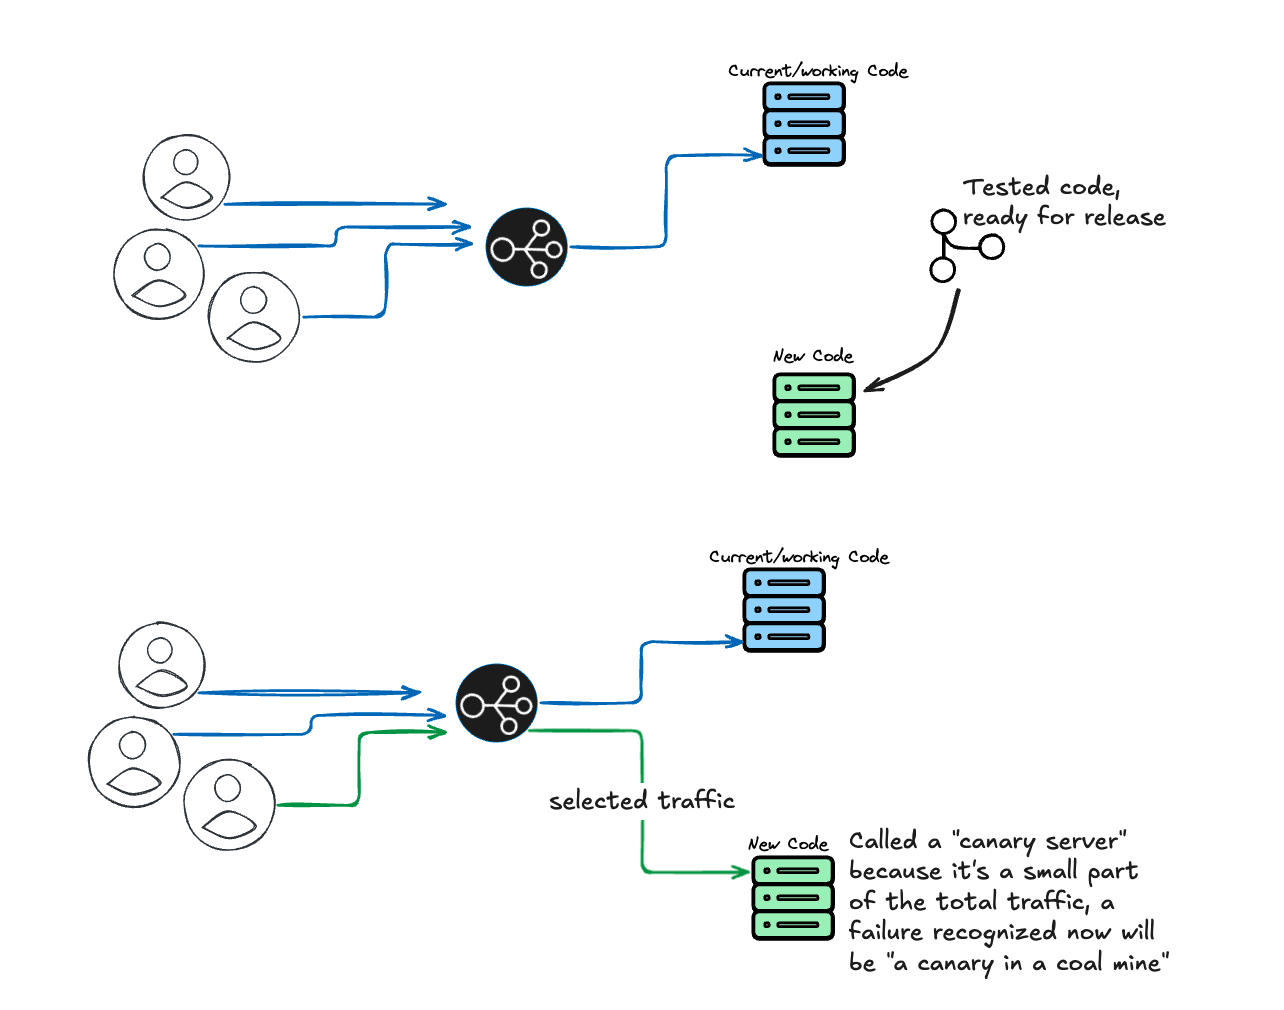 Current/working Code
Tested code,
ready for release
New Code
Current/working Code
selected traffic
New Code
Called a "canary server"
because it's a small part
of the total traffic, a
failure recognized now will
be "a canary in a coal mine"